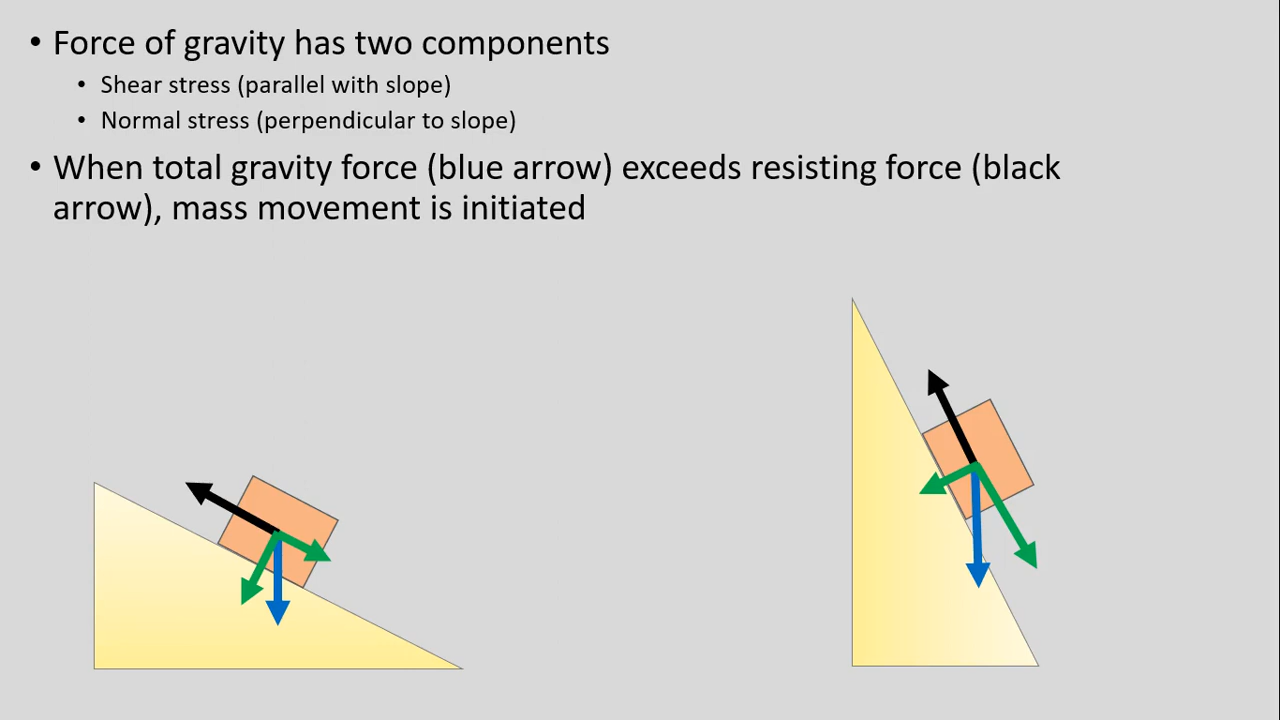 • Force of gravity has two components
• Shear stress (parallel with slope)
• Normal stress (perpendicular to slope)
• When total gravity force (blue arrow) exceeds resisting force (black
arrow), mass movement is initiated